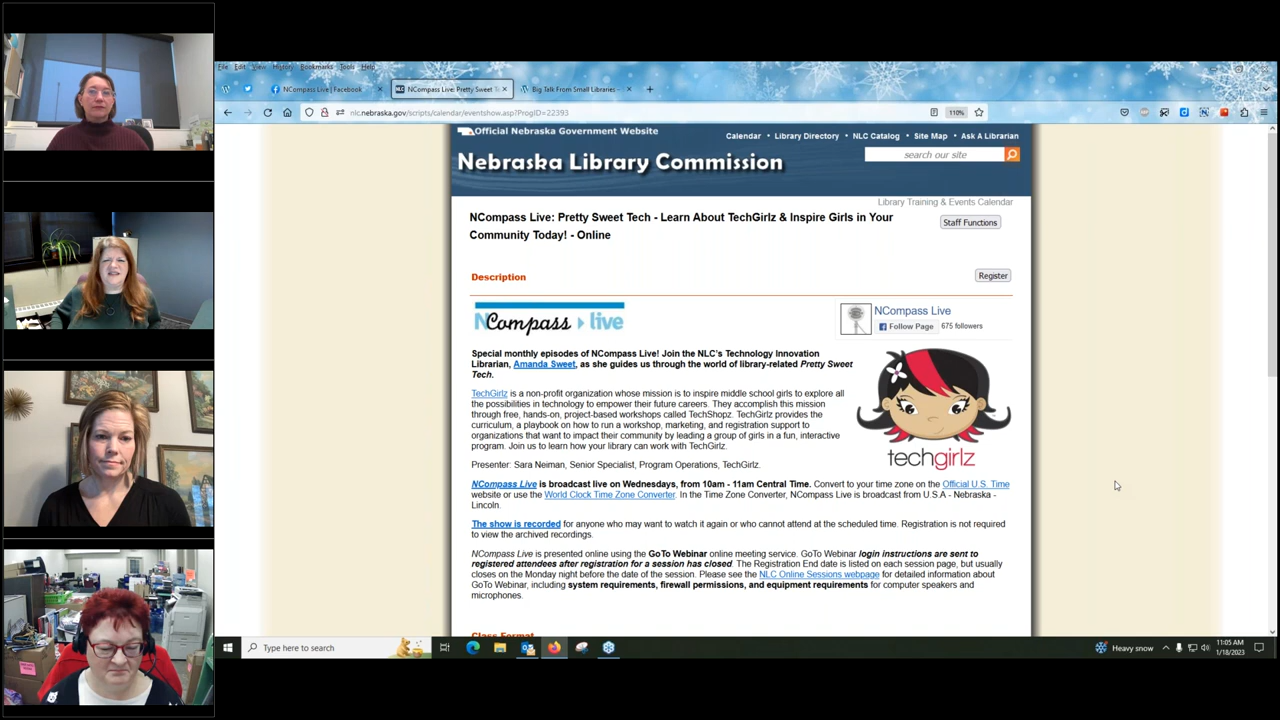 File Edit View History Bookmarks Tools Help
NCompass Live | Facebook
NCompass Live: Pretty Sweet T
Big Talk From Small Libraries –
nlc.nebraska.gov/scripts/calendar/eventshow.asp?ProgID=22393
110%
Official Nebraska Government Website
Calendar • Library Directory • NLC Catalog • Site Map • Ask A Librarian
Nebraska Library Commission
search our site
Library Training & Events Calendar
NCompass Live: Pretty Sweet Tech - Learn About TechGirlz & Inspire Girls in Your
Community Today! - Online
Staff Functions
Description
Register
NCompass live
NCompass Live
Follow Page
675 followers
Special monthly episodes of NCompass Live! Join the NLC's Technology Innovation
Librarian, Amanda Sweet, as she guides us through the world of library-related Pretty Sweet
Tech.
TechGirlz is a non-profit organization whose mission is to inspire middle school girls to explore all
the possibilities in technology to empower their future careers. They accomplish this mission
through free, hands-on, project-based workshops called TechShopz. TechGirlz provides the
curriculum, a playbook on how to run a workshop, marketing, and registration support to
organizations that want to impact their community by leading a group of girls in a fun, interactive
program. Join us to learn how your library can work with TechGirlz.
techgirlz
Presenter: Sara Neiman, Senior Specialist, Program Operations, TechGirlz.
NCompass Live is broadcast live on Wednesdays, from 10am - 11am Central Time. Convert to your time zone on the Official U.S. Time
website or use the World Clock Time Zone Converter. In the Time Zone Converter, NCompass Live is broadcast from U.S.A - Nebraska -
Lincoln.
The show is recorded for anyone who may want to watch it again or who cannot attend at the scheduled time. Registration is not required
to view the archived recordings.
NCompass Live is presented online using the GoTo Webinar online meeting service. GoTo Webinar login instructions are sent to
registered attendees after registration for a session has closed. The Registration End date is listed on each session page, but usually
closes on the Monday night before the date of the session. Please see the NLC Online Sessions webpage for detailed information about
GoTo Webinar, including system requirements, firewall permissions, and equipment requirements for computer speakers and
microphones.
Class Format
Type here to search
Heavy snow
11:05 AM
1/18/2023